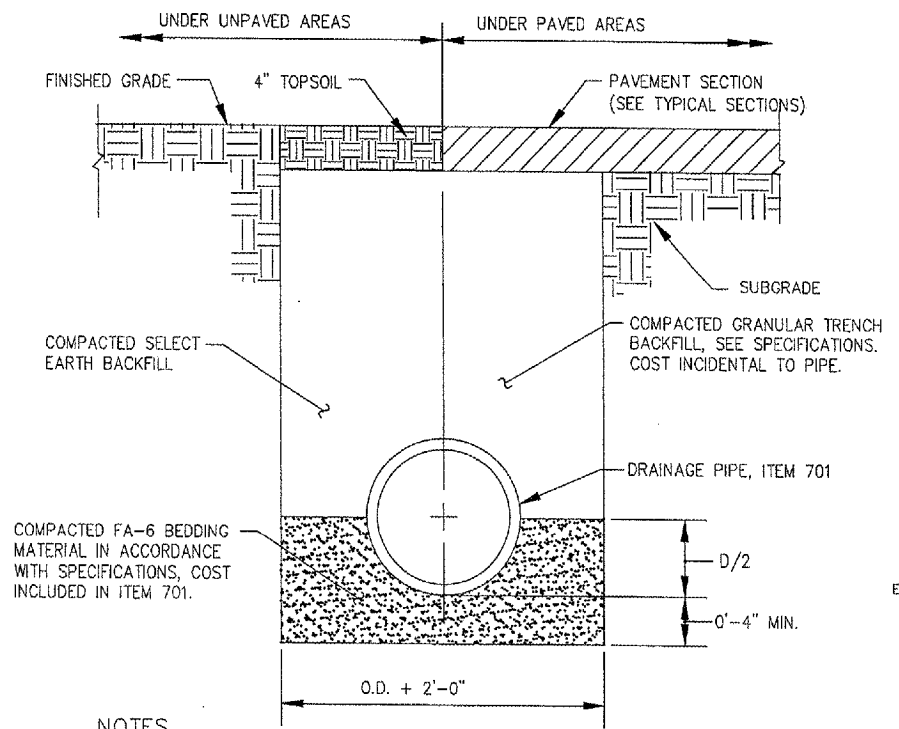 UNDER UNPAVED AREAS
UNDER PAVED AREAS
FINISHED GRADE
4" TOPSOIL
PAVEMENT SECTION
(SEE TYPICAL SECTIONS)
SUBGRADE
COMPACTED SELECT
EARTH BACKFILL
COMPACTED GRANULAR TRENCH
BACKFILL, SEE SPECIFICATIONS.
COST INCIDENTAL TO PIPE.
DRAINAGE PIPE, ITEM 701
COMPACTED FA-6 BEDDING
MATERIAL IN ACCORDANCE
WITH SPECIFICATIONS, COST
INCLUDED IN ITEM 701.
D/2
E
0'-4" MIN.
O.D. + 2'-0"
NOTES